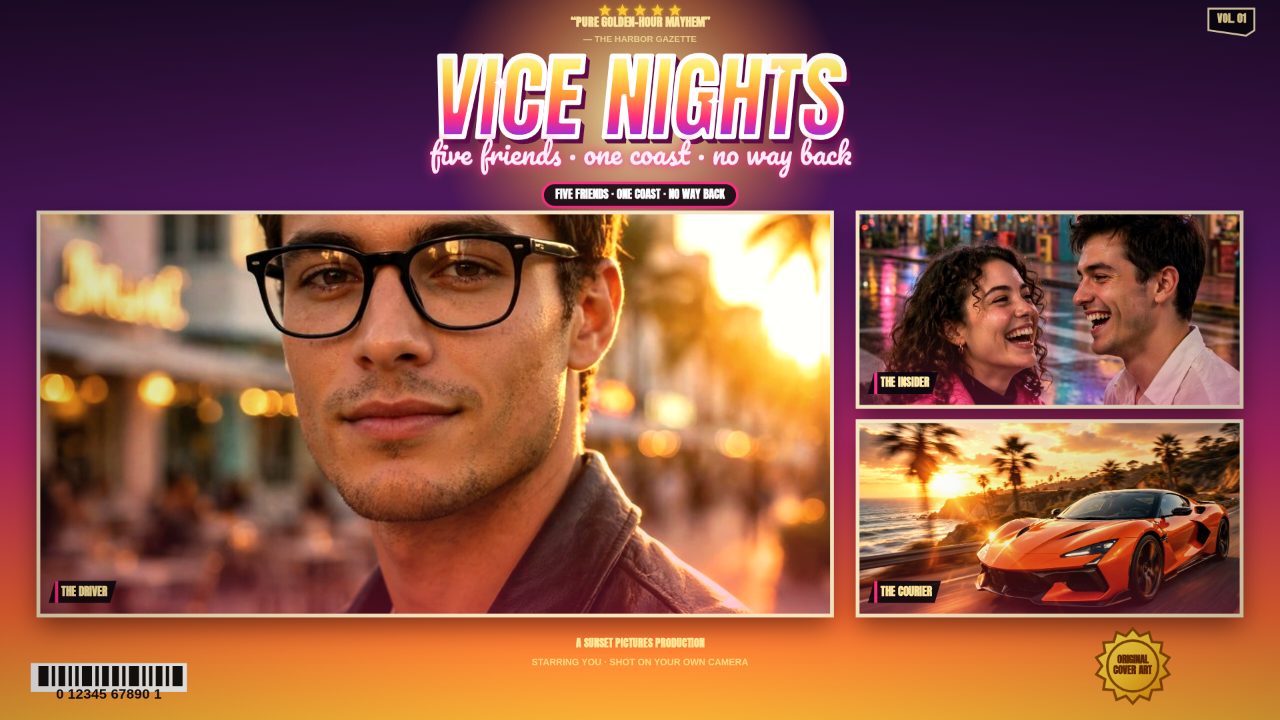 “PURE GOLDEN-HOUR MAYHEM”
— THE HARBOR GAZETTE
VOL. 01
VICE NIGHTS
five friends · one coast · no way back
FIVE FRIENDS · ONE COAST · NO WAY BACK
THE INSIDER
THE DRIVER
THE COURIER
A SUNSET PICTURES PRODUCTION
STARRING YOU · SHOT ON YOUR OWN CAMERA
ORIGINAL
COVER ART
0 12345 67890 1